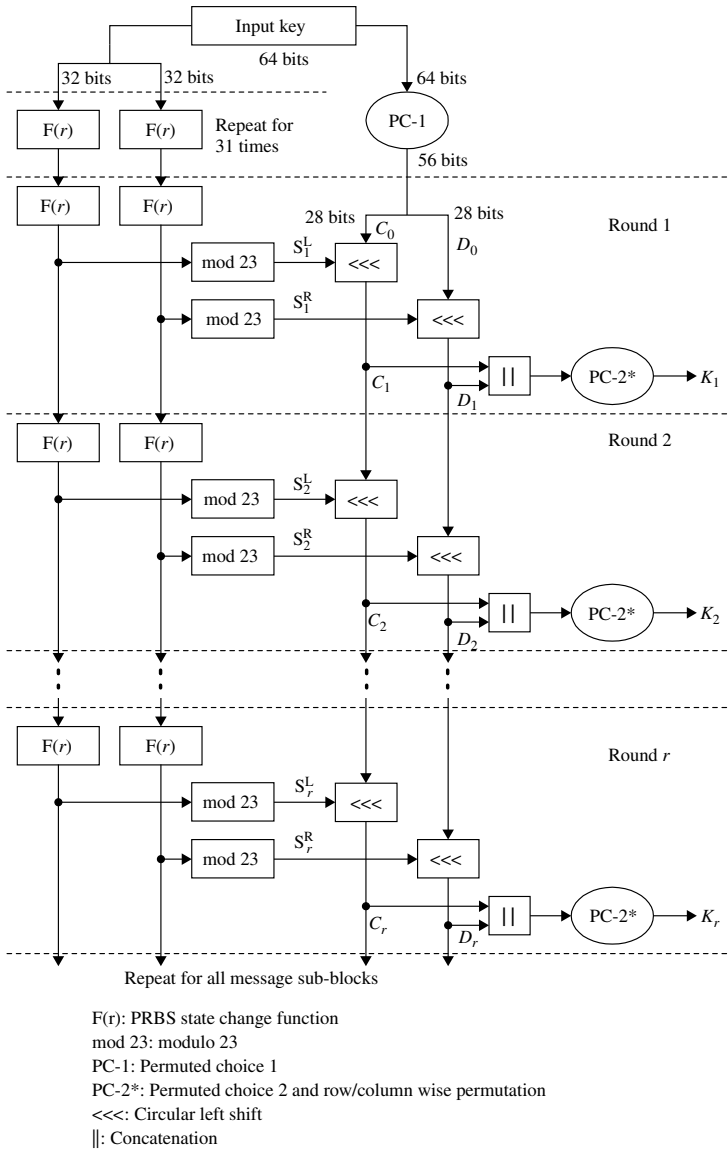 Input key
64 bits
32 bits
32 bits
64 bits
F(r)
F(r)
Repeat for
31 times
PC-1
56 bits
F(r)
F(r)
28 bits
28 bits
Round 1
C₀
D₀
mod 23
S₁ᴸ
<<<
mod 23
S₁ᴿ
<<<
||
PC-2*
K₁
C₁
D₁
F(r)
F(r)
Round 2
mod 23
S₂ᴸ
<<<
mod 23
S₂ᴿ
<<<
||
PC-2*
K₂
C₂
D₂
F(r)
F(r)
Round r
mod 23
Sᵣᴸ
<<<
mod 23
Sᵣᴿ
<<<
||
PC-2*
Kᵣ
Cᵣ
Dᵣ
Repeat for all message sub-blocks
F(r): PRBS state change function
mod 23: modulo 23
PC-1: Permuted choice 1
PC-2*: Permuted choice 2 and row/column wise permutation
<<<: Circular left shift
||: Concatenation